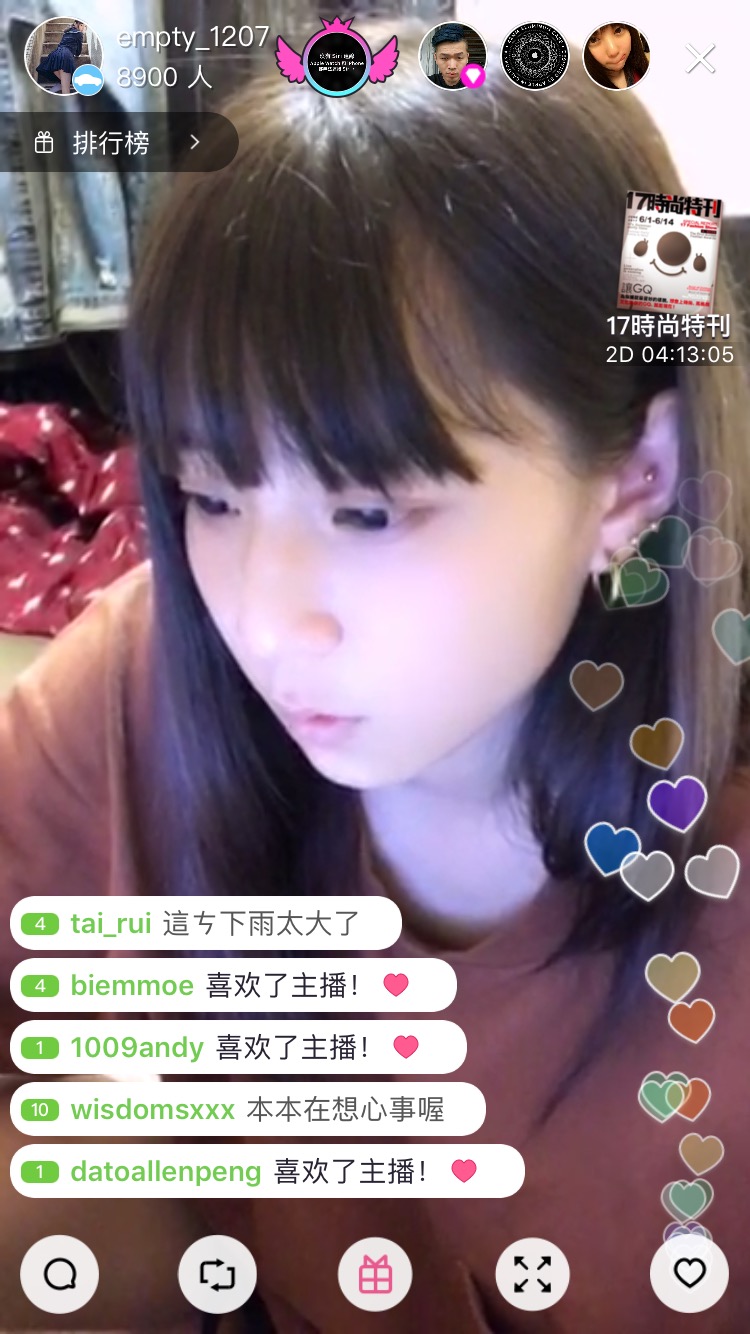 empty_1207
8900 人
排行榜
17時尚特刊
6/1-6/14
讓GQ
17時尚特刊
2D 04:13:05
4 tai_rui 這ㄘ下雨太大了
4 biemmoe 喜欢了主播！
1 1009andy 喜欢了主播！
10 wisdomsxxx 本本在想心事喔
1 datoallenpeng 喜欢了主播！